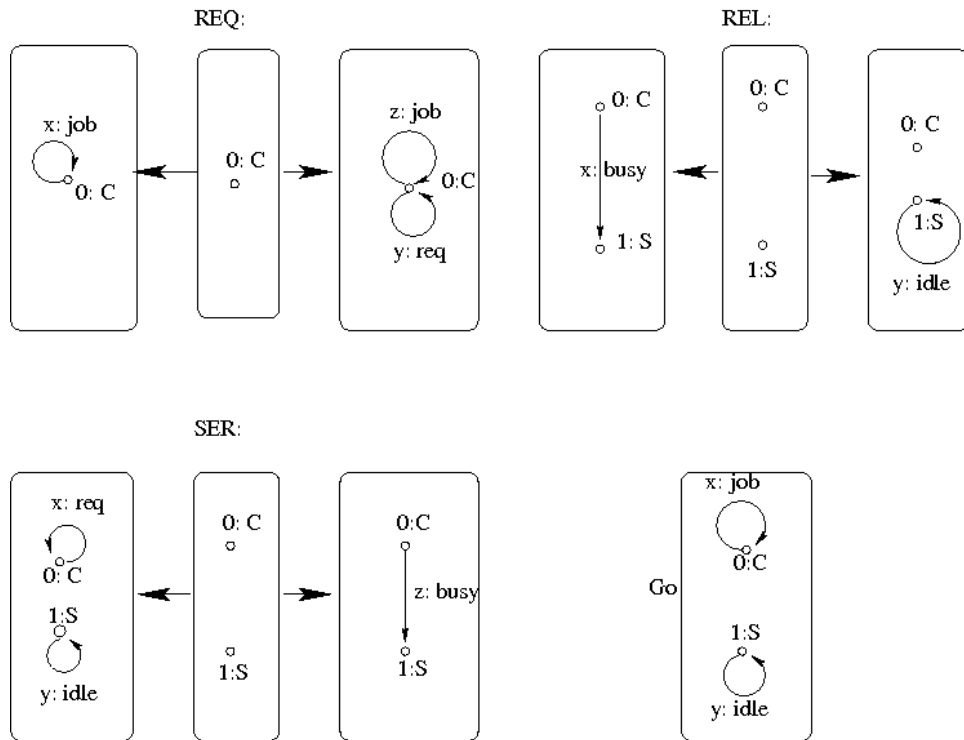 REQ:
x: job
0: C
0: C
z: job
0:C
y: req
REL:
0: C
x: busy
1: S
0: C
1:S
0: C
1:S
y: idle
SER:
x: req
0: C
1:S
y: idle
0: C
1:S
0:C
z: busy
1:S
Go
x: job
0:C
1:S
y: idle